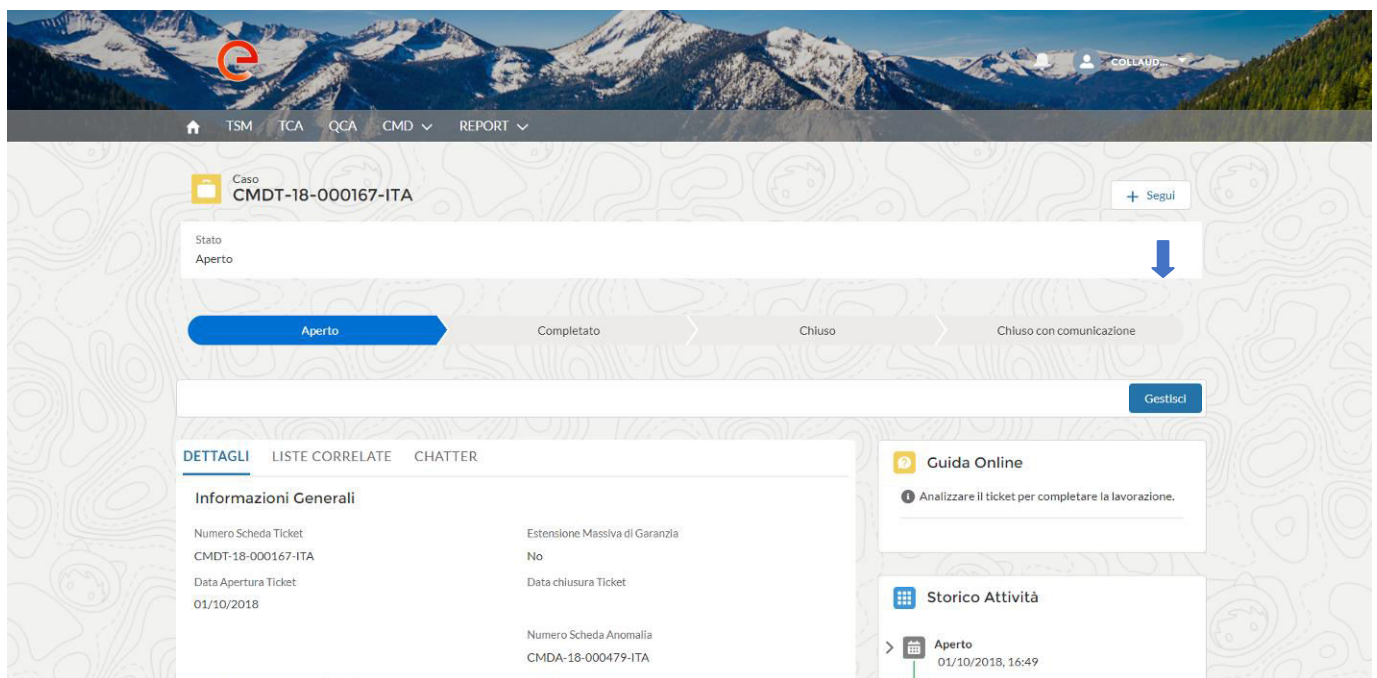 e
COLLAUD...
TSM TCA QCA CMD REPORT
Caso
CMDT-18-000167-ITA
+ Segui
Stato
Aperto
Aperto Completato Chiuso Chiuso con comunicazione
Gestisci
DETTAGLI LISTE CORRELATE CHATTER
Guida Online
Analizzare il ticket per completare la lavorazione.
Informazioni Generali
Numero Scheda Ticket Estensione Massiva di Garanzia
CMDT-18-000167-ITA No
Data Apertura Ticket Data chiusura Ticket
01/10/2018
Numero Scheda Anomalia
CMDA-18-000479-ITA
Storico Attività
Aperto
01/10/2018, 16:49